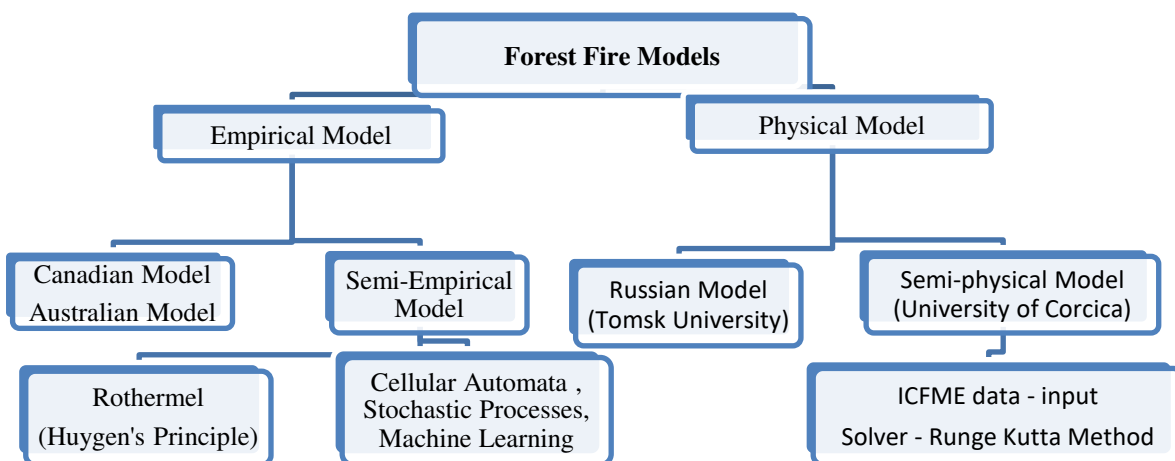 Forest Fire Models
Empirical Model
Physical Model
Canadian Model
Australian Model
Semi-Empirical
Model
Russian Model
(Tomsk University)
Semi-physical Model
(University of Corcica)
Rothermel
(Huygen's Principle)
Cellular Automata ,
Stochastic Processes,
Machine Learning
ICFME data - input
Solver - Runge Kutta Method